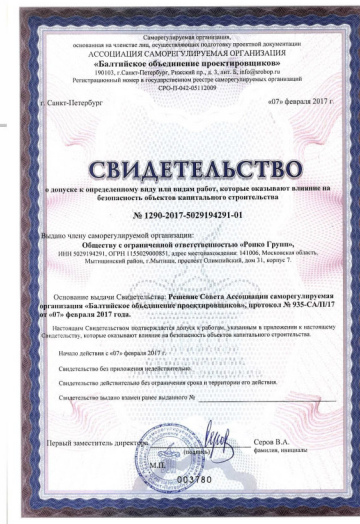 Саморегулируемая организация,
основанная на членстве лиц, осуществляющих подготовку проектной документации
АССОЦИАЦИЯ САМОРЕГУЛИРУЕМАЯ ОРГАНИЗАЦИЯ
«Балтийское объединение проектировщиков»
190103, г.Санкт-Петербург, Рижский пр., д. 3, лит. Б, info@srobop.ru
Регистрационный номер в государственном реестре саморегулируемых организаций
СРО-П-042-05112009
г. Санкт-Петербург «07» февраля 2017 г.
СВИДЕТЕЛЬСТВО
о допуске к определенному виду или видам работ, которые оказывают влияние на
безопасность объектов капитального строительства
№ 1290-2017-5029194291-01
Выдано члену саморегулируемой организации:
Обществу с ограниченной ответственностью «Ронко Групп»,
ИНН 5029194291, ОГРН 1155029000851, адрес местонахождения: 141006, Московская область,
Мытищинский район, г.Мытищи, проспект Олимпийский, дом 31, корпус 7.
Основание выдачи Свидетельства: Решение Совета Ассоциации саморегулируемая
организация «Балтийское объединение проектировщиков», протокол № 935-СА/П/17
от «07» февраля 2017 года.
Настоящим Свидетельством подтверждается допуск к работам, указанным в приложении к настоящему
Свидетельству, которые оказывают влияние на безопасность объектов капитального строительства.
Начало действия с «07» февраля 2017 г.
Свидетельство без приложения недействительно.
Свидетельство действительно без ограничения срока и территории его действия.
Свидетельство выдано взамен ранее выданного №
Первый заместитель директора Серов В.А.
(подпись) фамилия, инициалы
М.П.
003780